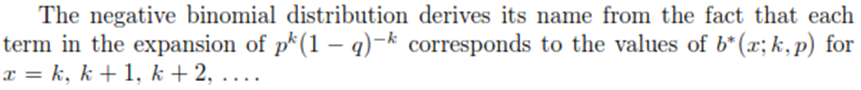 The negative binomial distribution derives its name from the fact that each
term in the expansion of pᵏ(1 − q)⁻ᵏ corresponds to the values of b*(x; k, p) for
x = k, k + 1, k + 2, ….